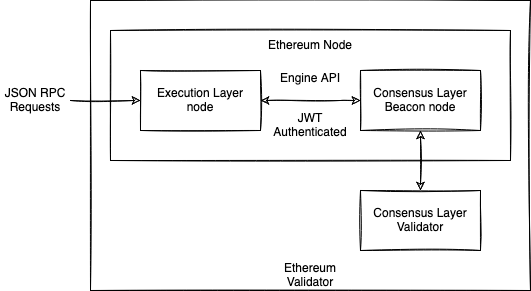 Ethereum Node
JSON RPC
Requests
Execution Layer
node
Engine API
JWT
Authenticated
Consensus Layer
Beacon node
Consensus Layer
Validator
Ethereum
Validator